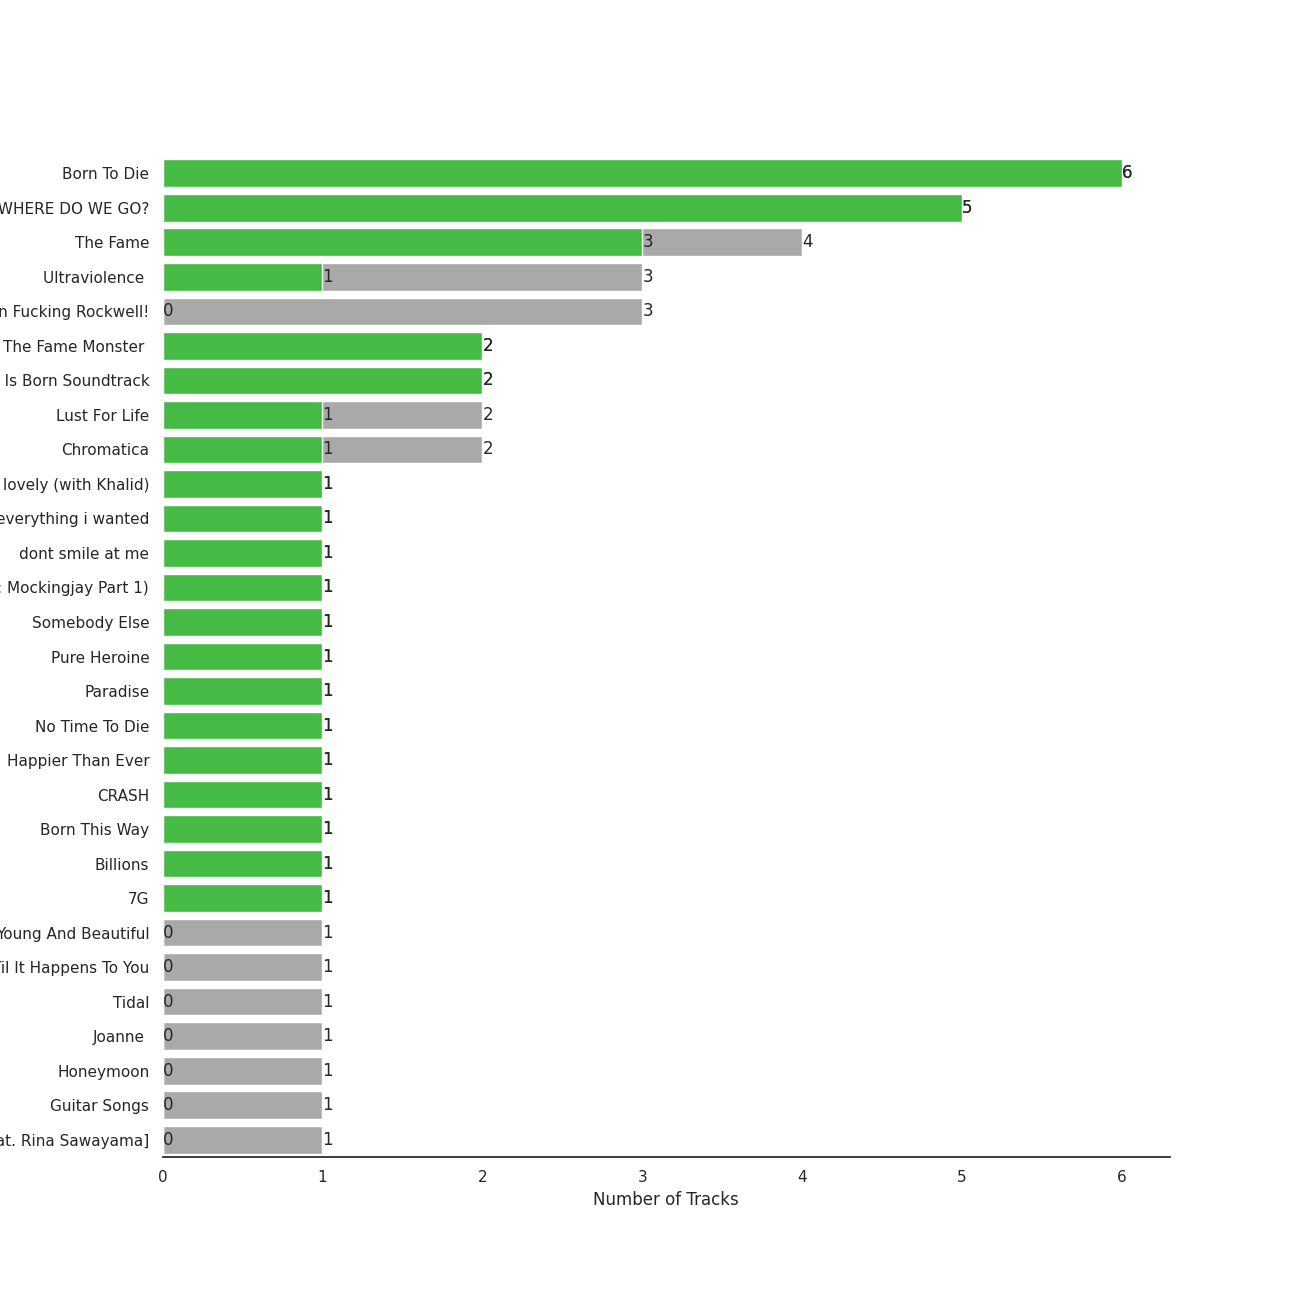 Born To Die 6
WHERE DO WE GO? 5
The Fame 3 4
Ultraviolence 1 3
Fucking Rockwell! 0 3
The Fame Monster 2
Is Born Soundtrack 2
Lust For Life 1 2
Chromatica 1 2
lovely (with Khalid) 1
everything i wanted 1
dont smile at me 1
: Mockingjay Part 1) 1
Somebody Else 1
Pure Heroine 1
Paradise 1
No Time To Die 1
Happier Than Ever 1
CRASH 1
Born This Way 1
Billions 1
7G 1
Young And Beautiful 0 1
It Happens To You 0 1
Tidal 0 1
Joanne 0 1
Honeymoon 0 1
Guitar Songs 0 1
Rina Sawayama] 0 1
0 1 2 3 4 5 6
Number of Tracks